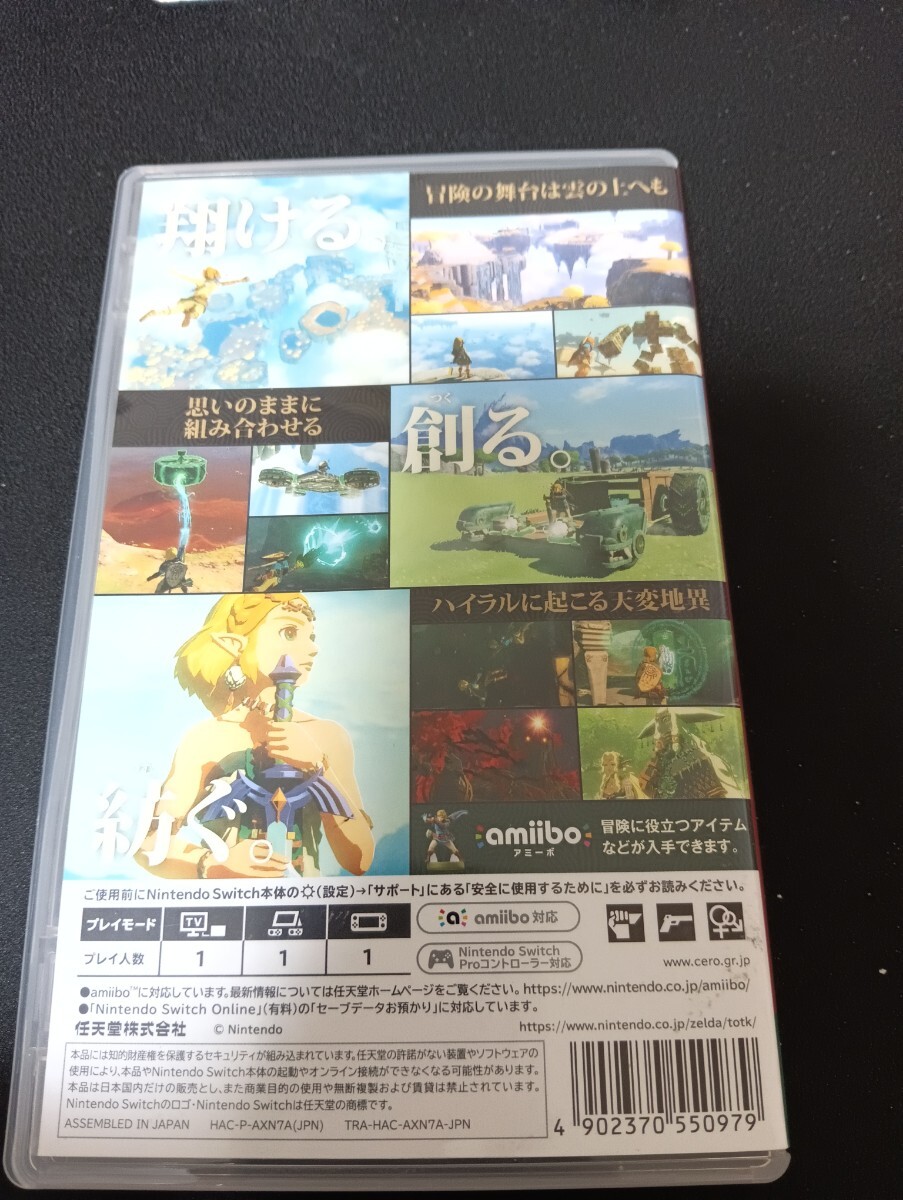 翔ける、
冒険の舞台は雲の上へも
思いのままに
組み合わせる
つく
創る。
紡ぐ。
ハイラルに起こる天変地異
amiibo
アミーボ
冒険に役立つアイテム
などが入手できます。
ご使用前にNintendo Switch本体の(設定)→「サポート」にある「安全に使用するために」を必ずお読みください。
プレイモード TV
プレイ人数 1 1 1
amiibo 対応
Nintendo Switch
Proコントローラー対応
www.cero.gr.jp
●amiibo™に対応しています。最新情報については任天堂ホームページをご覧ください。https://www.nintendo.co.jp/amiibo/
●「Nintendo Switch Online」(有料)の「セーブデータお預かり」に対応しています。
任天堂株式会社 © Nintendo
https://www.nintendo.co.jp/zelda/totk/
本品には知的財産権を保護するセキュリティが組み込まれています。任天堂の許諾がない装置やソフトウェアの
使用により、本品やNintendo Switch本体の起動やオンライン接続ができなくなる可能性があります。
本品は日本国内だけの販売とし、また商業目的の使用や無断複製および賃貸は禁止されています。
Nintendo Switchのロゴ・Nintendo Switchは任天堂の商標です。
ASSEMBLED IN JAPAN HAC-P-AXN7A(JPN) TRA-HAC-AXN7A-JPN
4 902370 550979